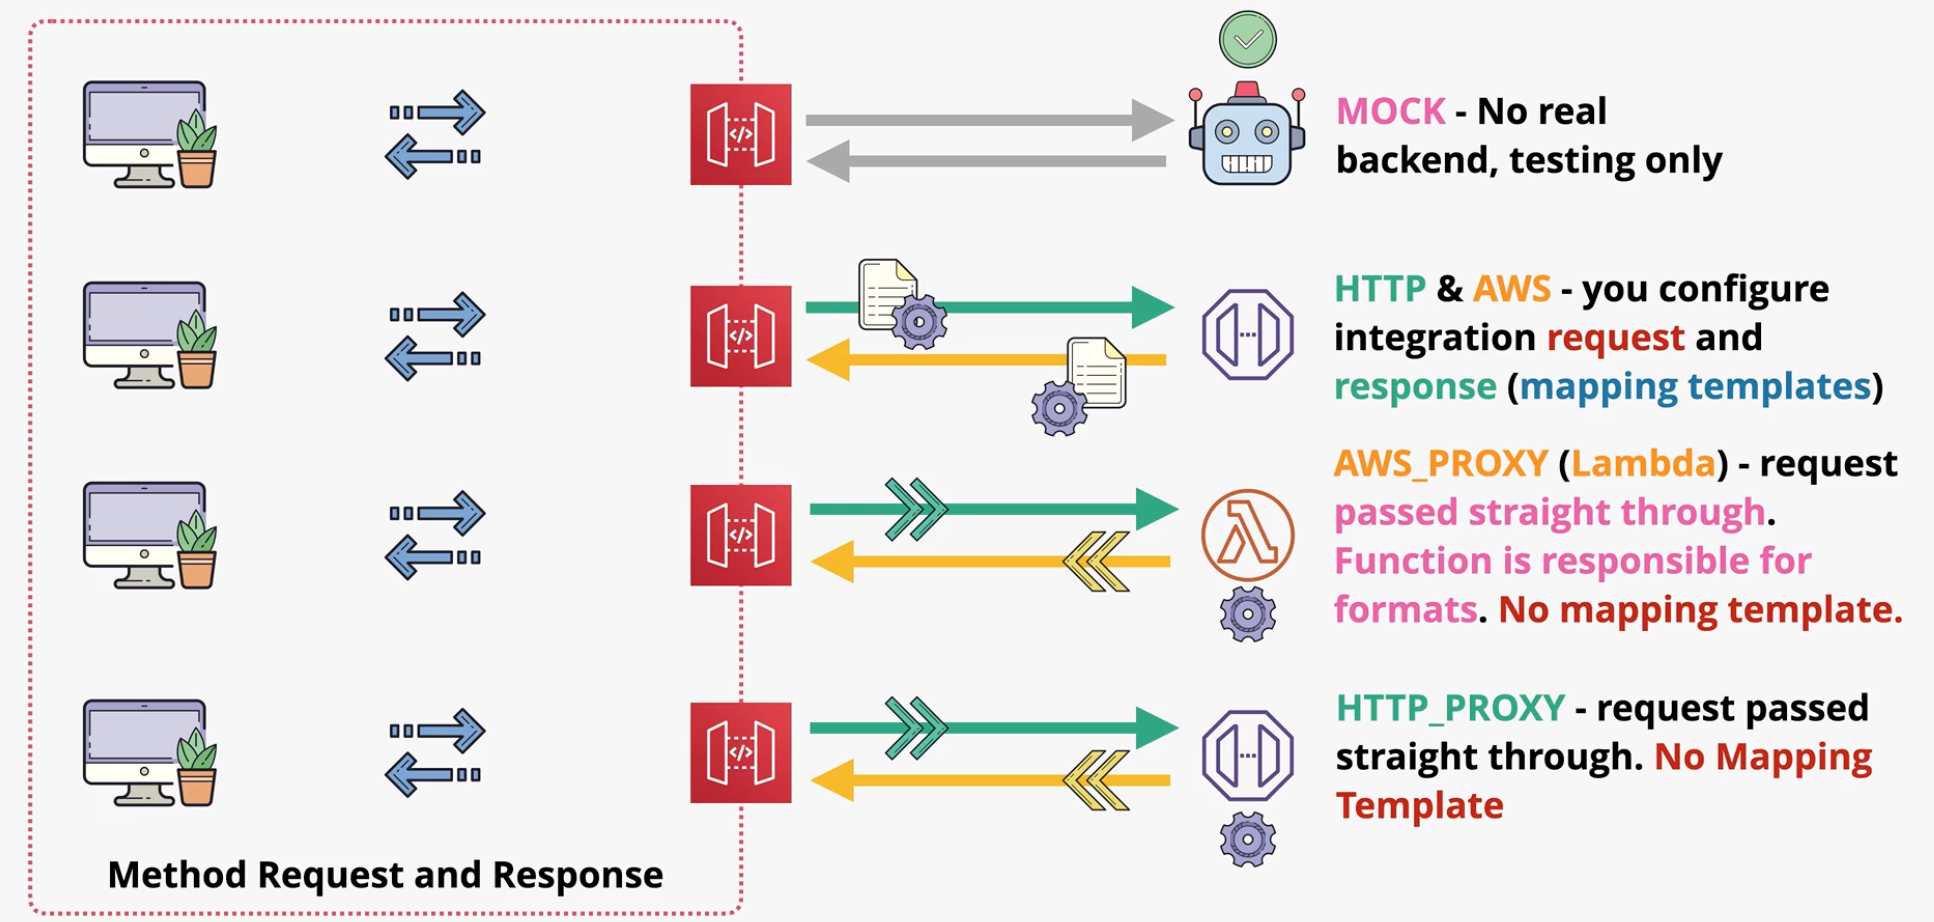 MOCK - No real
backend, testing only
HTTP & AWS - you configure
integration request and
response (mapping templates)
AWS_PROXY (Lambda) - request
passed straight through.
Function is responsible for
formats. No mapping template.
HTTP_PROXY - request passed
straight through. No Mapping
Template
Method Request and Response